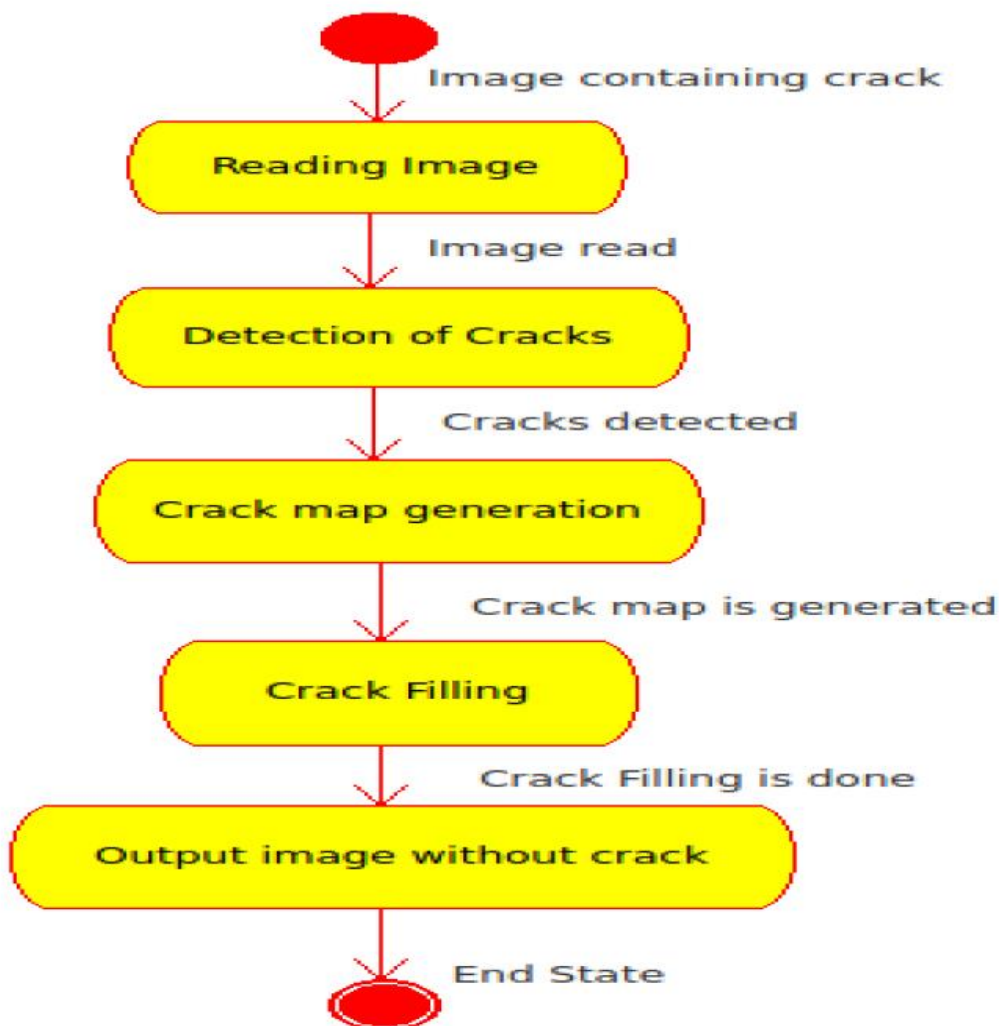 Image containing crack
Reading Image
Image read
Detection of Cracks
Cracks detected
Crack map generation
Crack map is generated
Crack Filling
Crack Filling is done
Output image without crack
End State